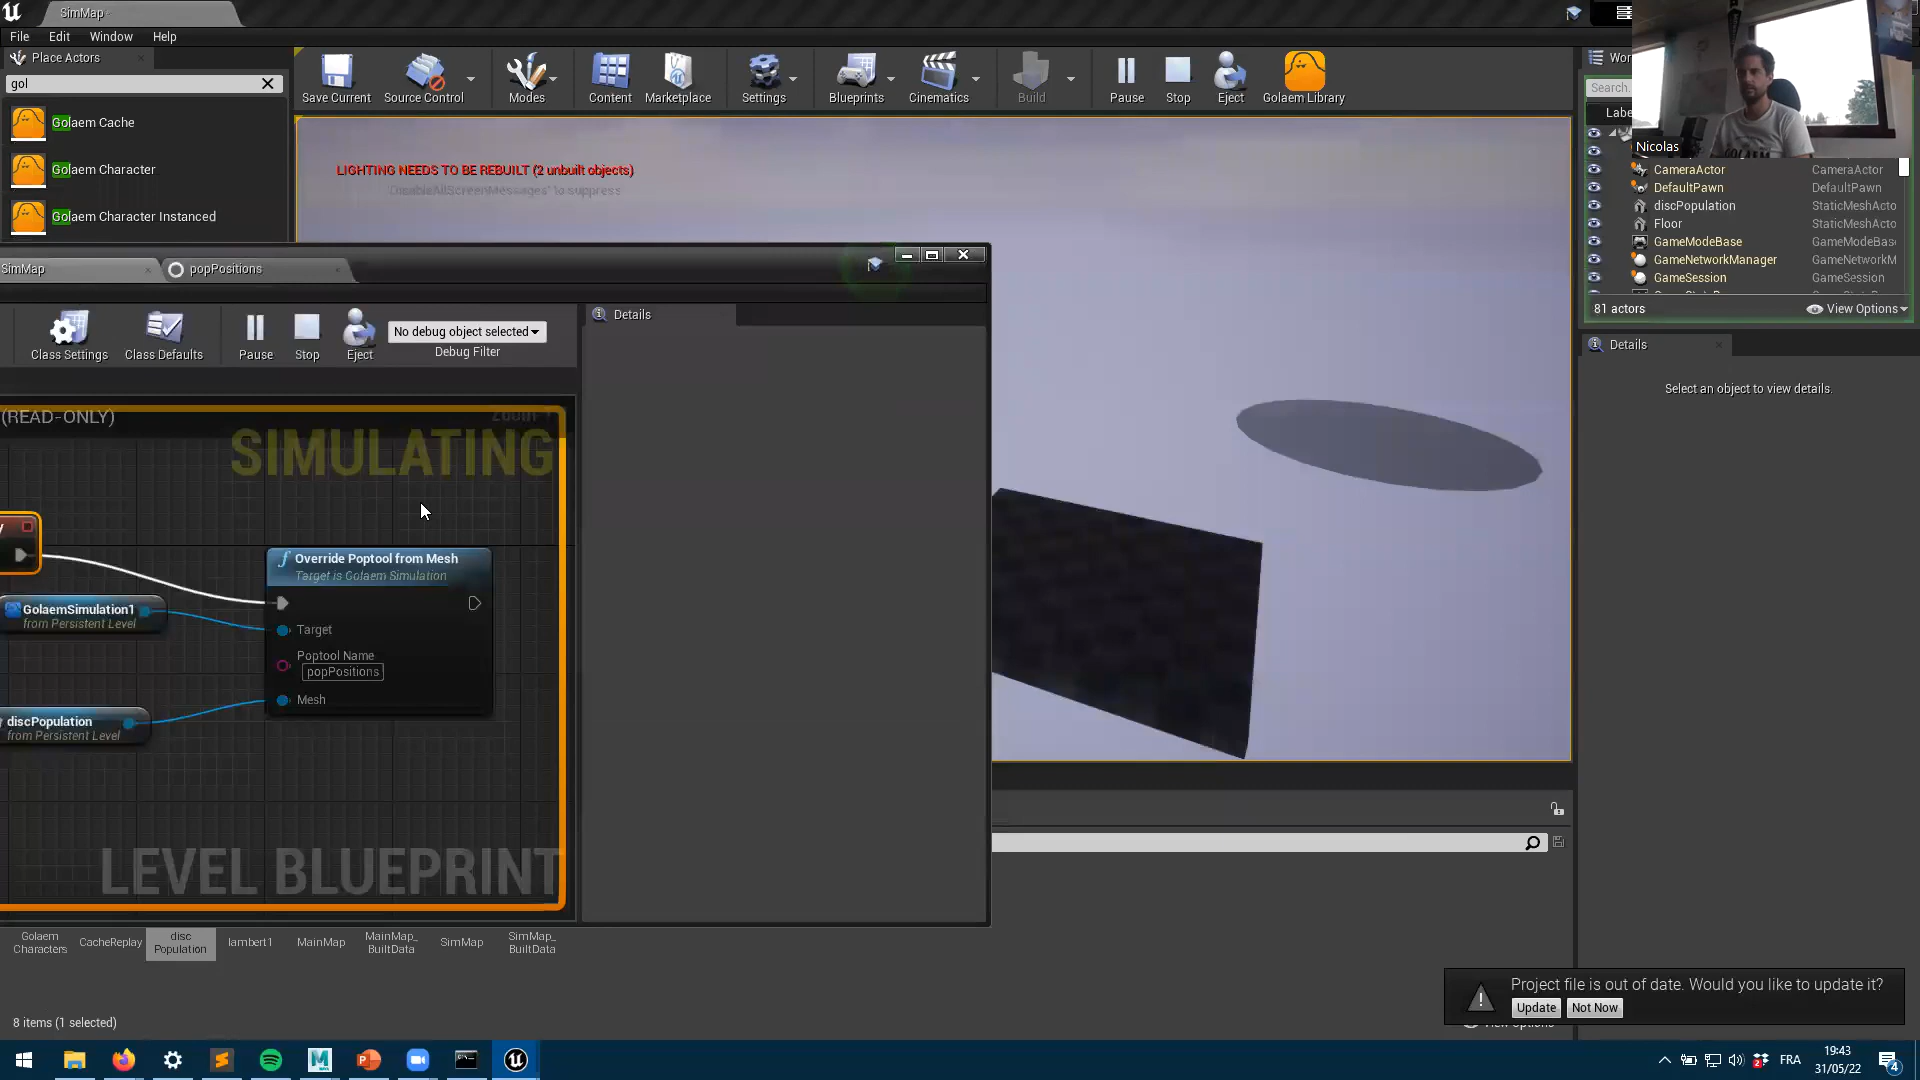 SimMap
File Edit Window Help
Place Actors
gol
Golaem Cache
Golaem Character
Golaem Character Instanced
Save Current
Source Control
Modes
Content
Marketplace
Settings
Blueprints
Cinematics
Build
Pause
Stop
Eject
Golaem Library
LIGHTING NEEDS TO BE REBUILT (2 unbuilt objects)
'DisableAllScreenMessages' to suppress
Search.
Nicolas
CameraActor CameraActor
DefaultPawn DefaultPawn
discPopulation StaticMeshActo
Floor StaticMeshActo
GameModeBase GameModeBas
GameNetworkManager GameNetworkM
GameSession GameSession
81 actors View Options
Details
Select an object to view details.
SimMap popPositions
Class Settings
Class Defaults
Pause
Stop
Eject
No debug object selected
Debug Filter
Details
(READ-ONLY)
SIMULATING
Override Poptool from Mesh
Target is Golaem Simulation
GolaemSimulation1
from Persistent Level
Target
Poptool Name
popPositions
Mesh
discPopulation
from Persistent Level
LEVEL BLUEPRINT
Golaem Characters
CacheReplay
disc Population
lambert1
MainMap
MainMap_ BuiltData
SimMap
SimMap_ BuiltData
8 items (1 selected)
Project file is out of date. Would you like to update it?
Update Not Now
View Options
FRA
19:43
31/05/22
4